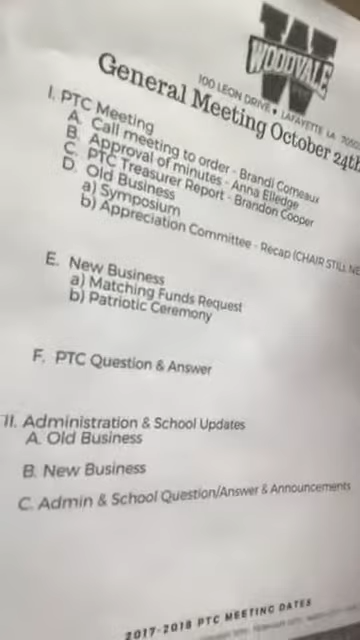 W
WOODVALE
100 LEON DRIVE • LAFAYETTE LA
General Meeting October 24th
I. PTC Meeting
A. Call meeting to order - Brandi Comeaux
B. Approval of minutes - Anna Elledge
C. PTC Treasurer Report - Brandon Cooper
D. Old Business
a) Symposium
b) Appreciation Committee - Recap (CHAIR STILL NE
E. New Business
a) Matching Funds Request
b) Patriotic Ceremony
F. PTC Question & Answer
II. Administration & School Updates
A. Old Business
B. New Business
C. Admin & School Question/Answer & Announcements
2017-2018 PTC MEETING DATES